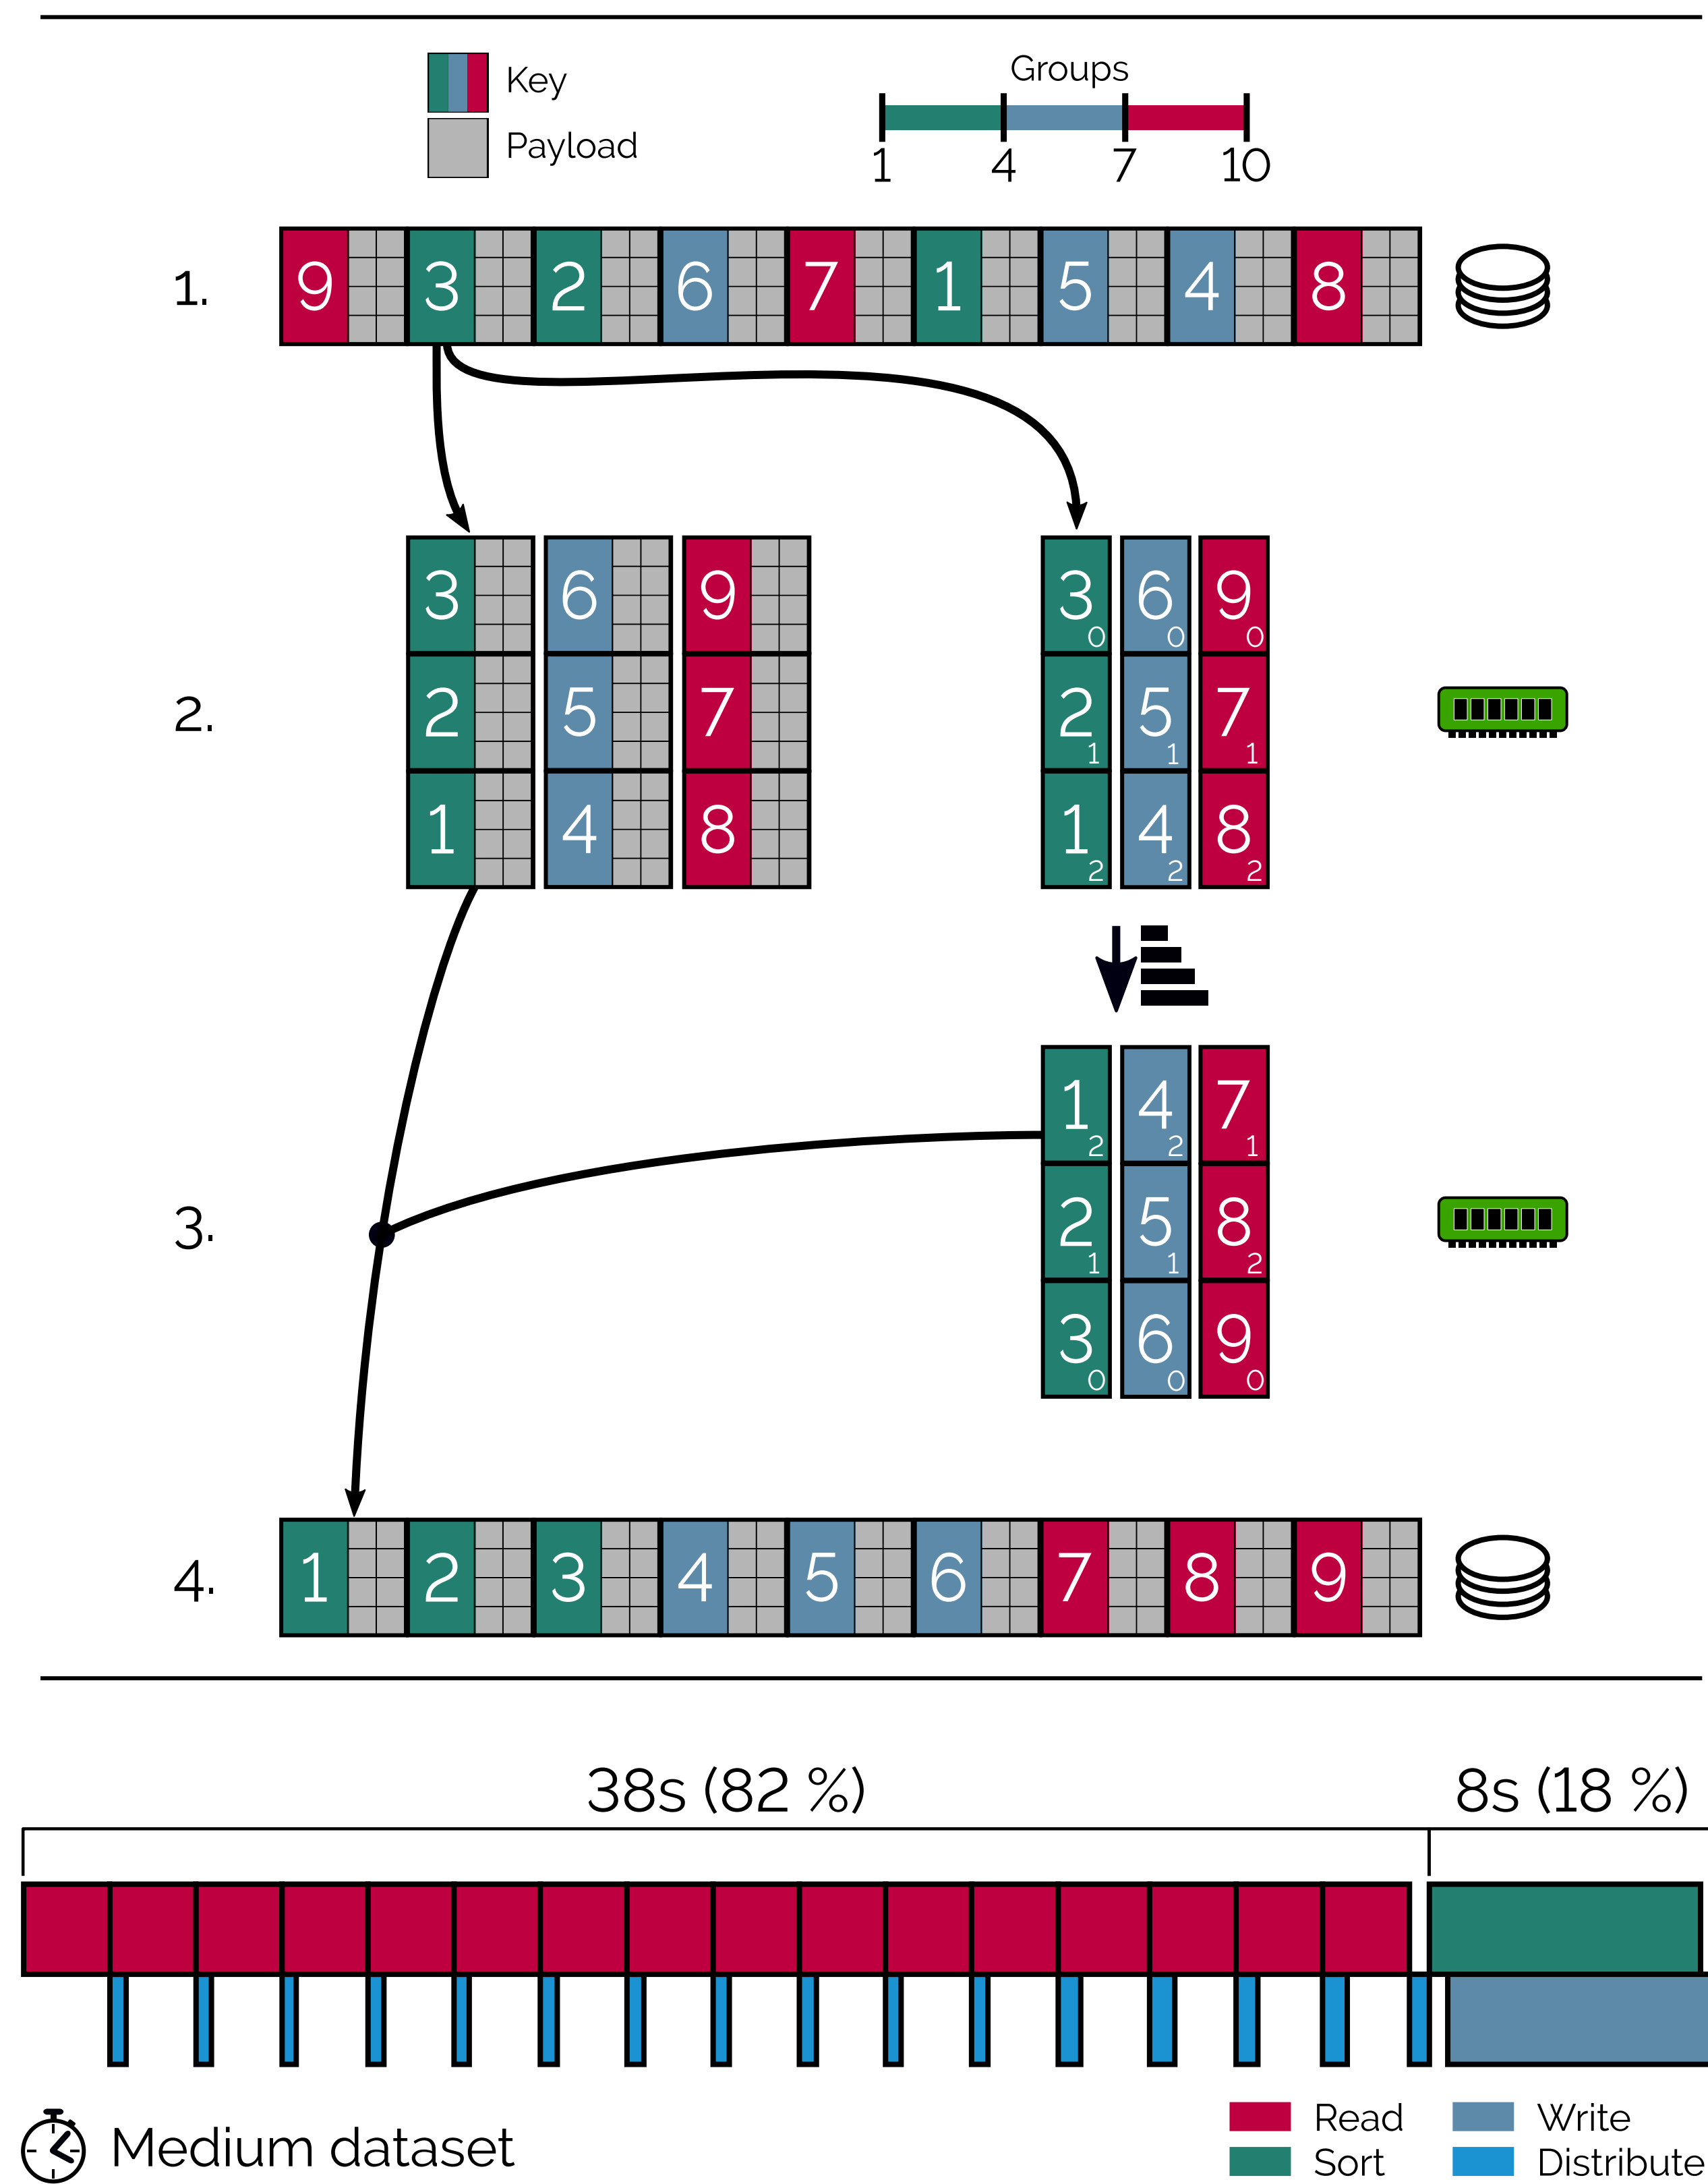 Key
Payload
Groups
1 4 7 10
1. 9 3 2 6 7 1 5 4 8
2.
3 6 9 3 0 6 0 9 0
2 5 7 2 1 5 1 7 1
1 4 8 1 2 4 2 8 2
3.
1 2 4 2 7 1
2 1 5 1 8 2
3 0 6 0 9 0
4. 1 2 3 4 5 6 7 8 9
38s (82 %) 8s (18 %)
Medium dataset
Read Write
Sort Distribute